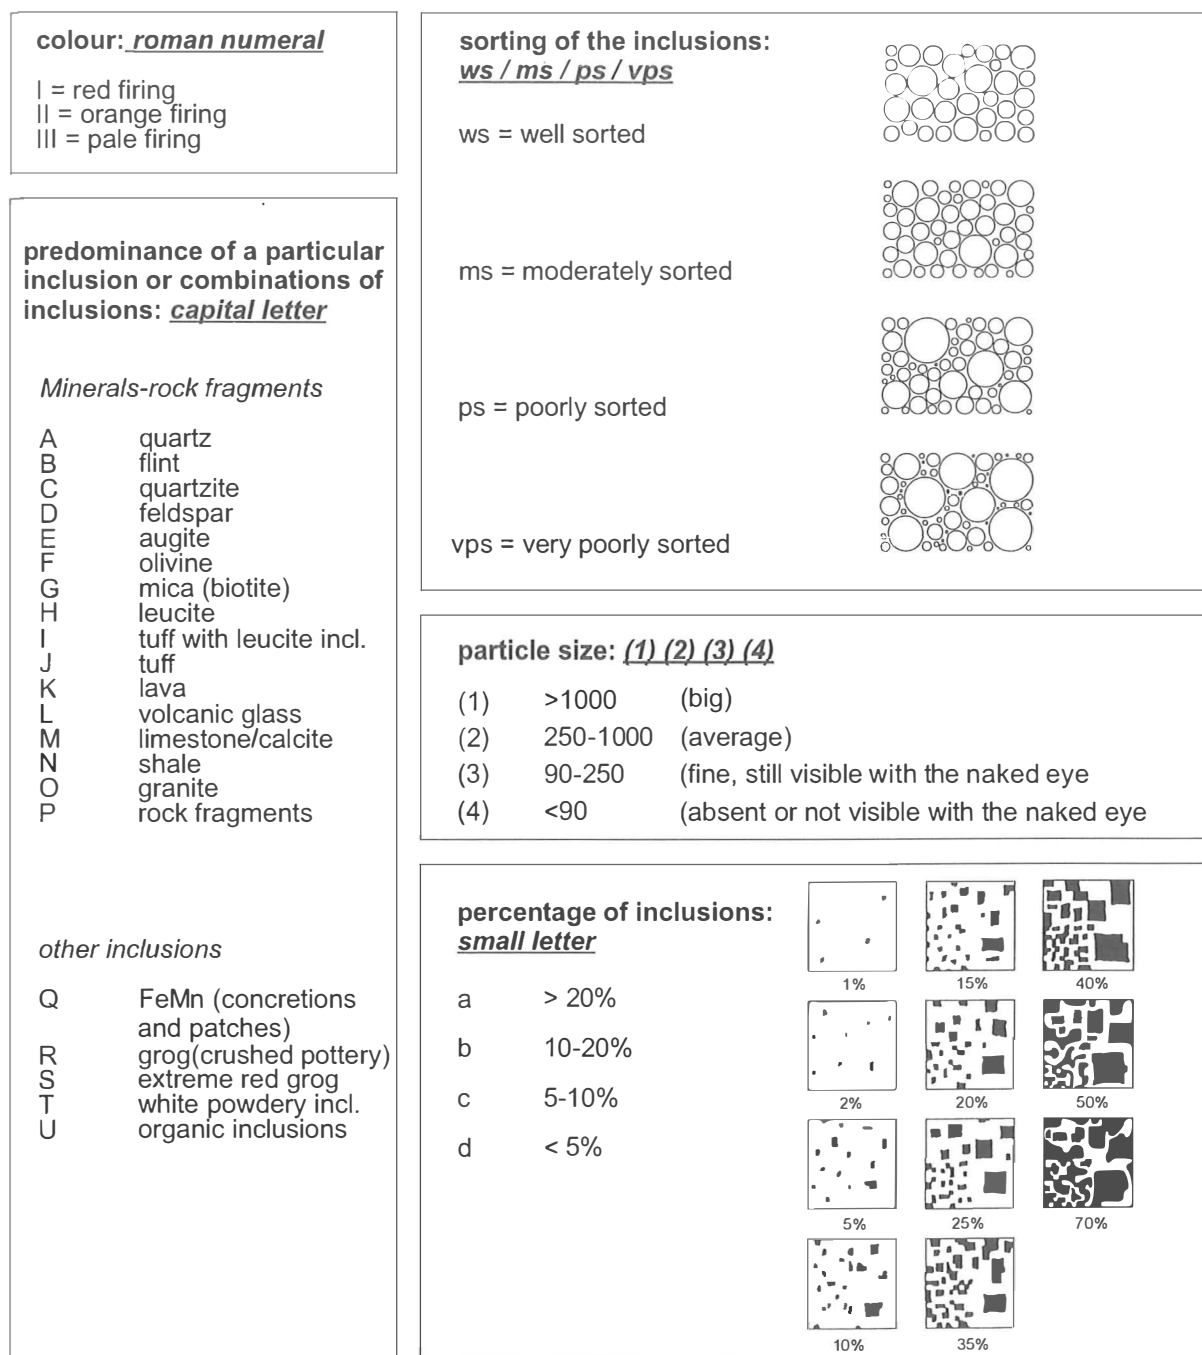 colour: roman numeral
I = red firing
II = orange firing
III = pale firing
predominance of a particular
inclusion or combinations of
inclusions: capital letter
Minerals-rock fragments
A quartz
B flint
C quartzite
D feldspar
E augite
F olivine
G mica (biotite)
H leucite
I tuff with leucite incl.
J tuff
K lava
L volcanic glass
M limestone/calcite
N shale
O granite
P rock fragments
other inclusions
Q FeMn (concretions
and patches)
R grog(crushed pottery)
S extreme red grog
T white powdery incl.
U organic inclusions
sorting of the inclusions:
ws / ms / ps / vps
ws = well sorted
ms = moderately sorted
ps = poorly sorted
vps = very poorly sorted
particle size: (1) (2) (3) (4)
(1) >1000 (big)
(2) 250-1000 (average)
(3) 90-250 (fine, still visible with the naked eye
(4) <90 (absent or not visible with the naked eye
percentage of inclusions:
small letter
a > 20%
b 10-20%
c 5-10%
d < 5%
1% 15% 40%
2% 20% 50%
5% 25% 70%
10% 35%